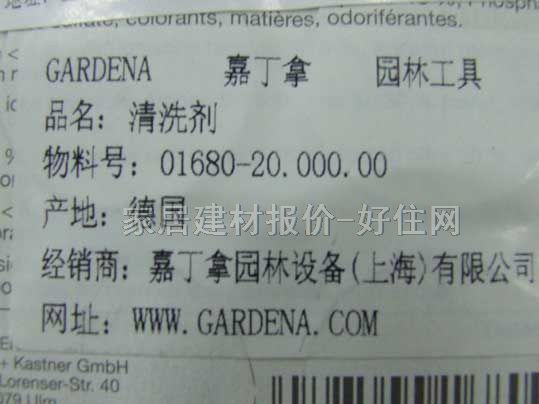 sulfate, colorants, matières, odoriférantes.
GARDENA 嘉丁拿 园林工具
品名: 清洗剂
物料号: 01680-20.000.00
产地: 德国
家居建材报价-好住网
经销商: 嘉丁拿园林设备(上海)有限公司
网址: WWW.GARDENA.COM
+ Kastner GmbH
Lorenser-Str. 40
079 Ulm